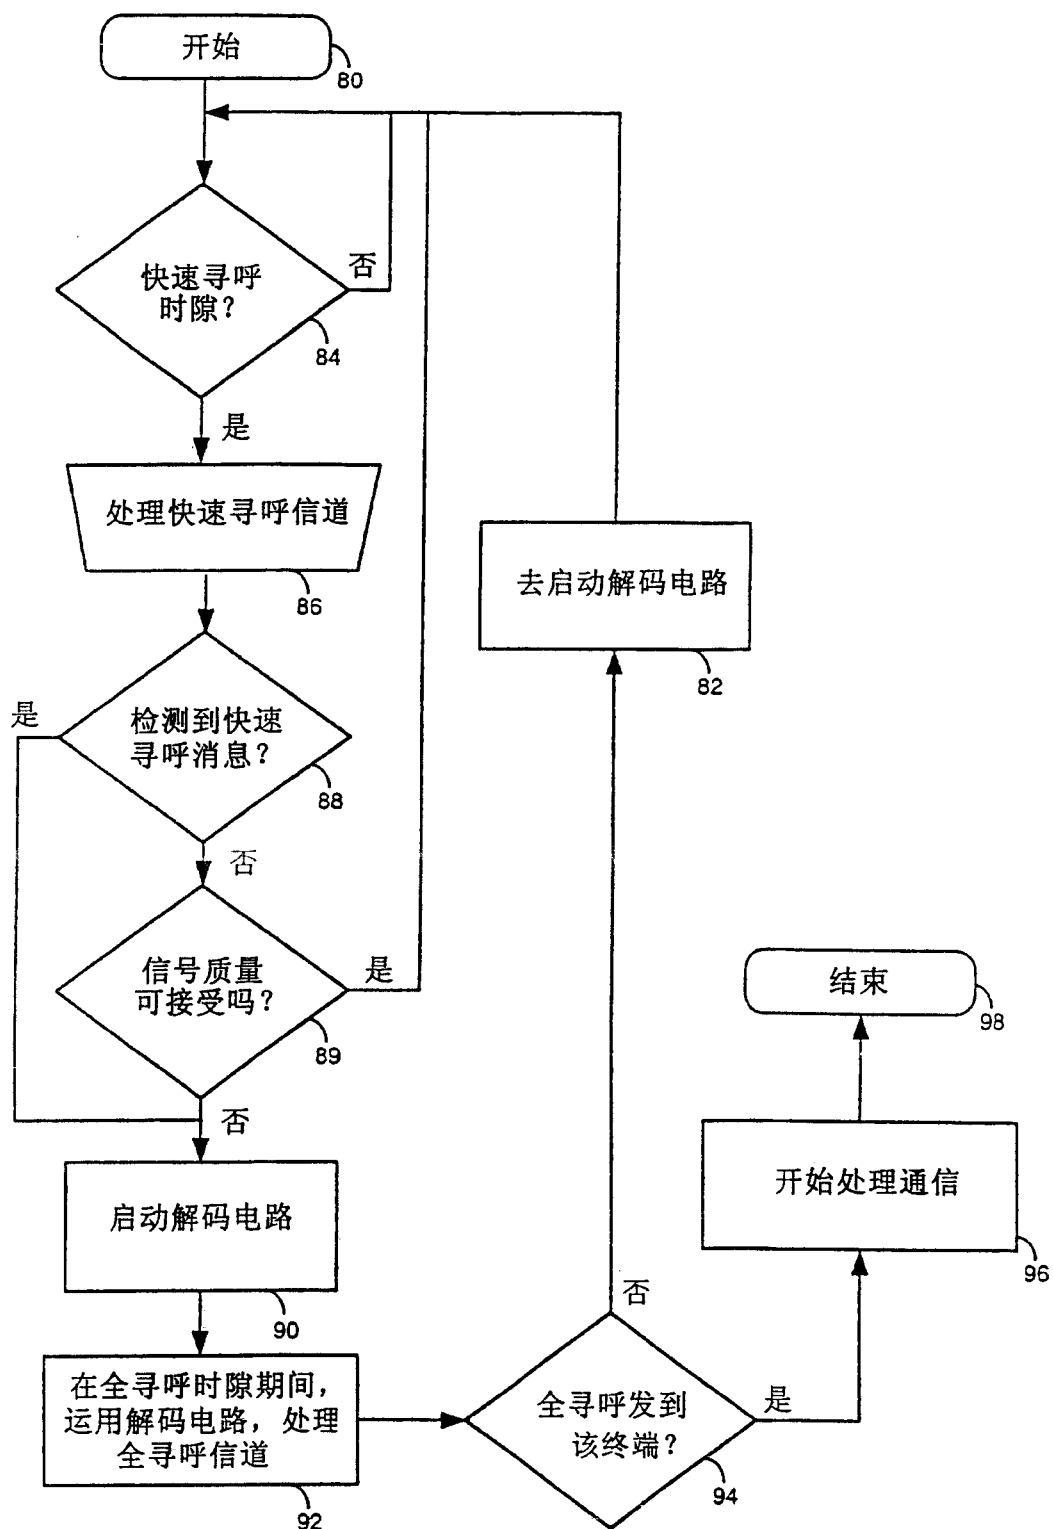 开始
80
快速寻呼
时隙？
否
84
是
处理快速寻呼信道
86
去启动解码电路
82
是
检测到快速
寻呼消息？
88
否
信号质量
可接受吗？
是
89
否
结束
98
启动解码电路
90
开始处理通信
96
在全寻呼时隙期间，
运用解码电路，处理
全寻呼信道
92
否
全寻呼发到
该终端？
是
94